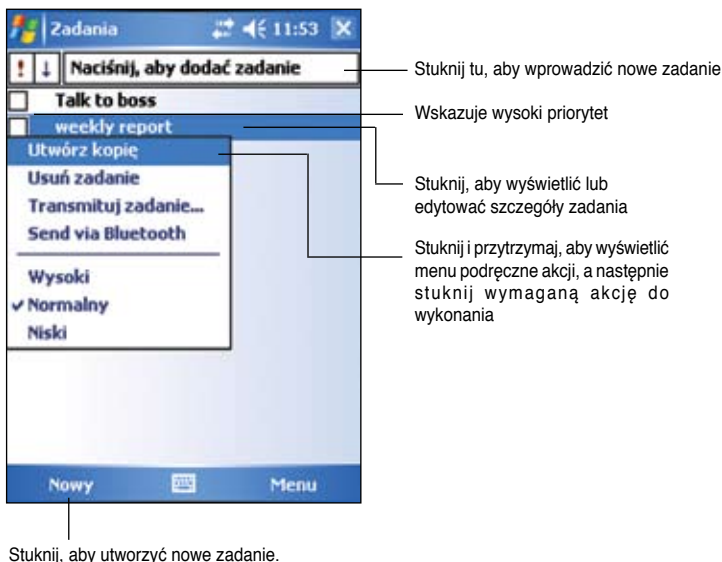 Zadania 11:53
! ↓ Naciśnij, aby dodać zadanie
Talk to boss
weekly report
Utwórz kopię
Usuń zadanie
Transmituj zadanie...
Send via Bluetooth
Wysoki
Normalny
Niski
Nowy Menu
Stuknij tu, aby wprowadzić nowe zadanie
Wskazuje wysoki priorytet
Stuknij, aby wyświetlić lub
edytować szczegóły zadania
Stuknij i przytrzymaj, aby wyświetlić
menu podręczne akcji, a następnie
stuknij wymaganą akcję do
wykonania
Stuknij, aby utworzyć nowe zadanie.